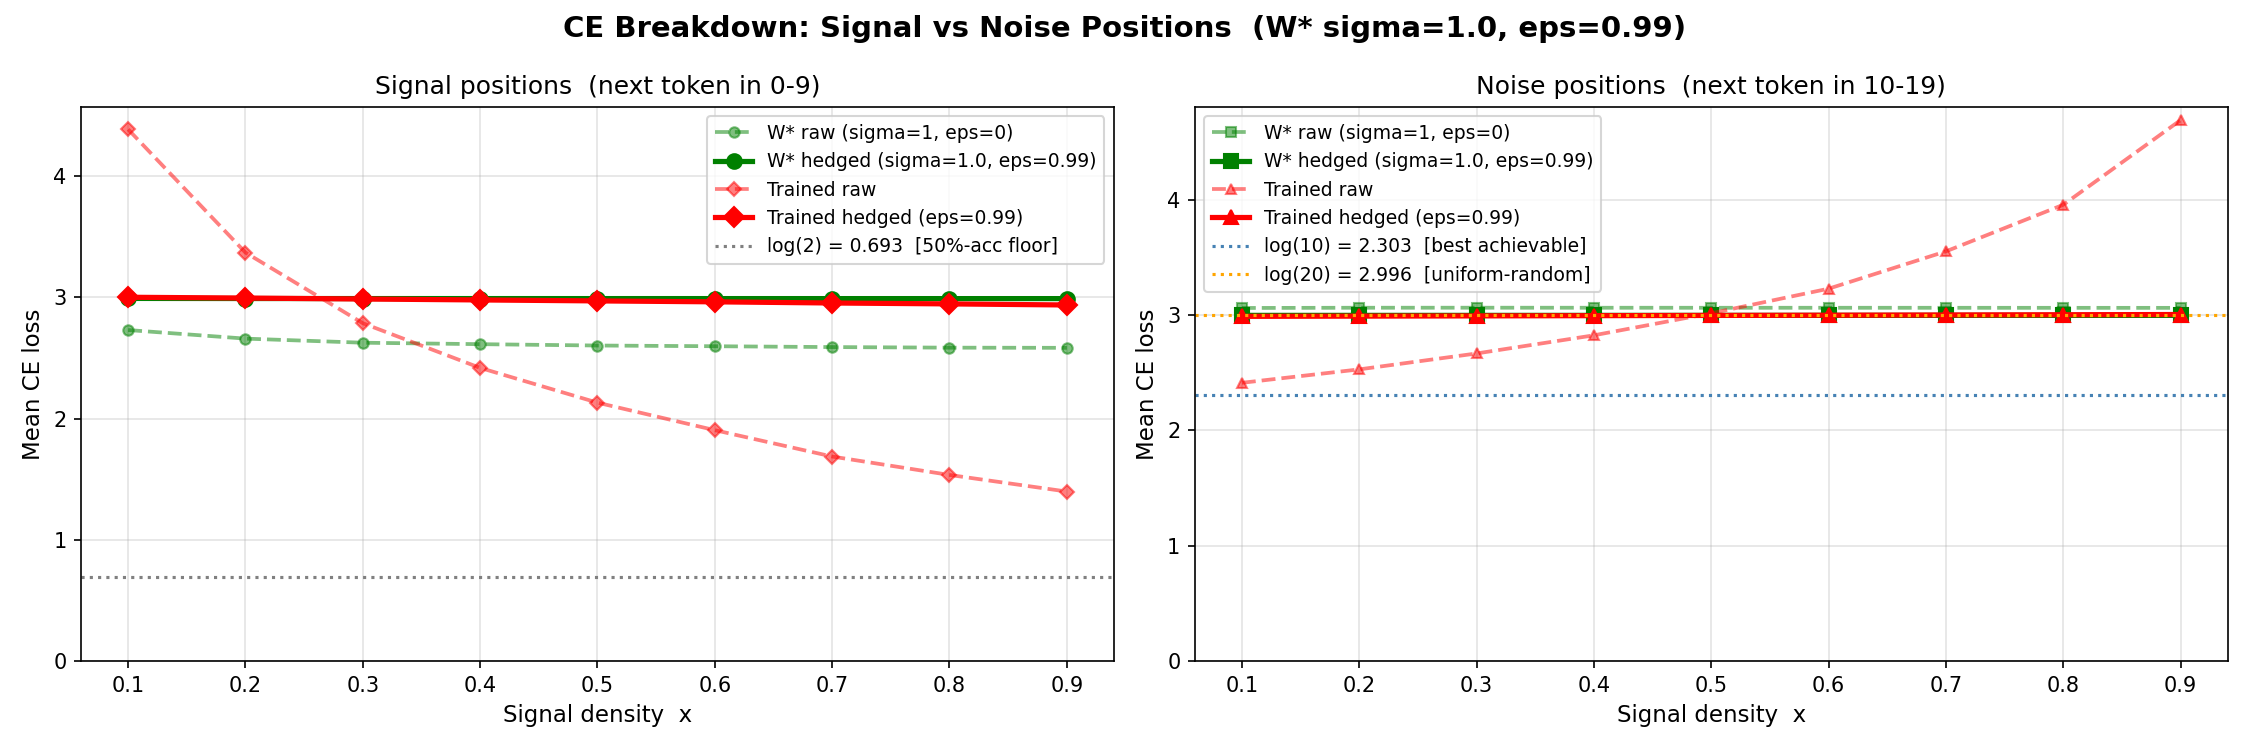 CE Breakdown: Signal vs Noise Positions  (W* sigma=1.0, eps=0.99)
Signal positions  (next token in 0-9)
W* raw (sigma=1, eps=0)
W* hedged (sigma=1.0, eps=0.99)
Trained raw
Trained hedged (eps=0.99)
log(2) = 0.693  [50%-acc floor]
Mean CE loss
4
3
2
1
0
0.1 0.2 0.3 0.4 0.5 0.6 0.7 0.8 0.9
Signal density  x
Noise positions  (next token in 10-19)
W* raw (sigma=1, eps=0)
W* hedged (sigma=1.0, eps=0.99)
Trained raw
Trained hedged (eps=0.99)
log(10) = 2.303  [best achievable]
log(20) = 2.996  [uniform-random]
Mean CE loss
4
3
2
1
0
0.1 0.2 0.3 0.4 0.5 0.6 0.7 0.8 0.9
Signal density  x